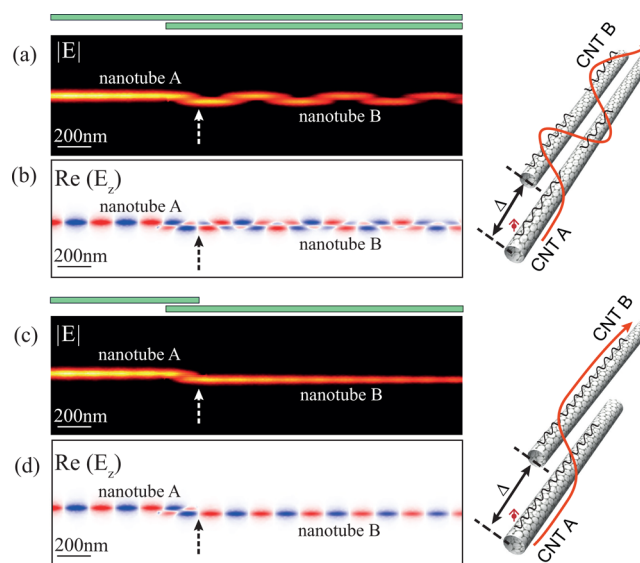 (a)
|E|
nanotube A
nanotube B
200nm
(b)
Re (E_z)
nanotube A
nanotube B
200nm
CNT B
Δ
CNT A
(c)
|E|
nanotube A
nanotube B
200nm
(d)
Re (E_z)
nanotube A
nanotube B
200nm
CNT B
Δ
CNT A